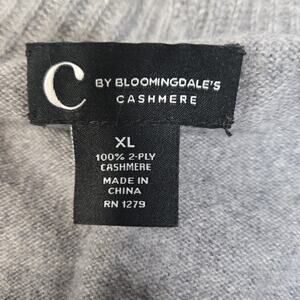 C BY BLOOMINGDALE'S
CASHMERE
XL
100% 2-PLY
CASHMERE
MADE IN
CHINA
RN 1279